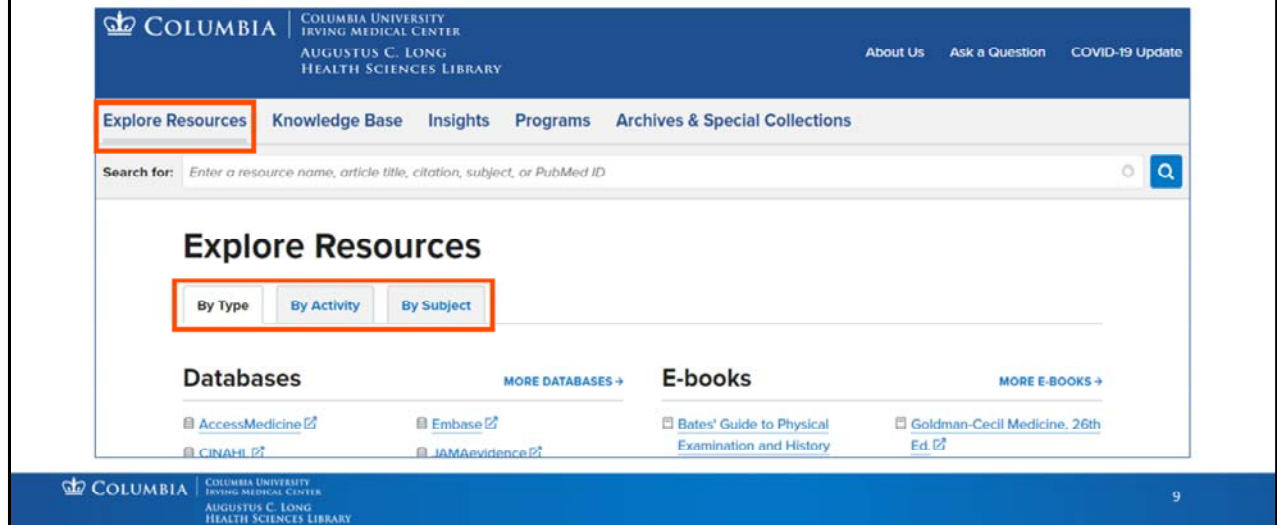 COLUMBIA
COLUMBIA UNIVERSITY
IRVING MEDICAL CENTER
AUGUSTUS C. LONG
HEALTH SCIENCES LIBRARY
About Us Ask a Question COVID-19 Update
Explore Resources Knowledge Base Insights Programs Archives & Special Collections
Search for: Enter a resource name, article title, citation, subject, or PubMed ID
Explore Resources
By Type By Activity By Subject
Databases MORE DATABASES →
AccessMedicine Embase
CINAHL JAMAevidence
E-books MORE E-BOOKS →
Bates' Guide to Physical
Examination and History
Goldman-Cecil Medicine, 26th
Ed.
COLUMBIA
COLUMBIA UNIVERSITY
IRVING MEDICAL CENTER
AUGUSTUS C. LONG
HEALTH SCIENCES LIBRARY
9